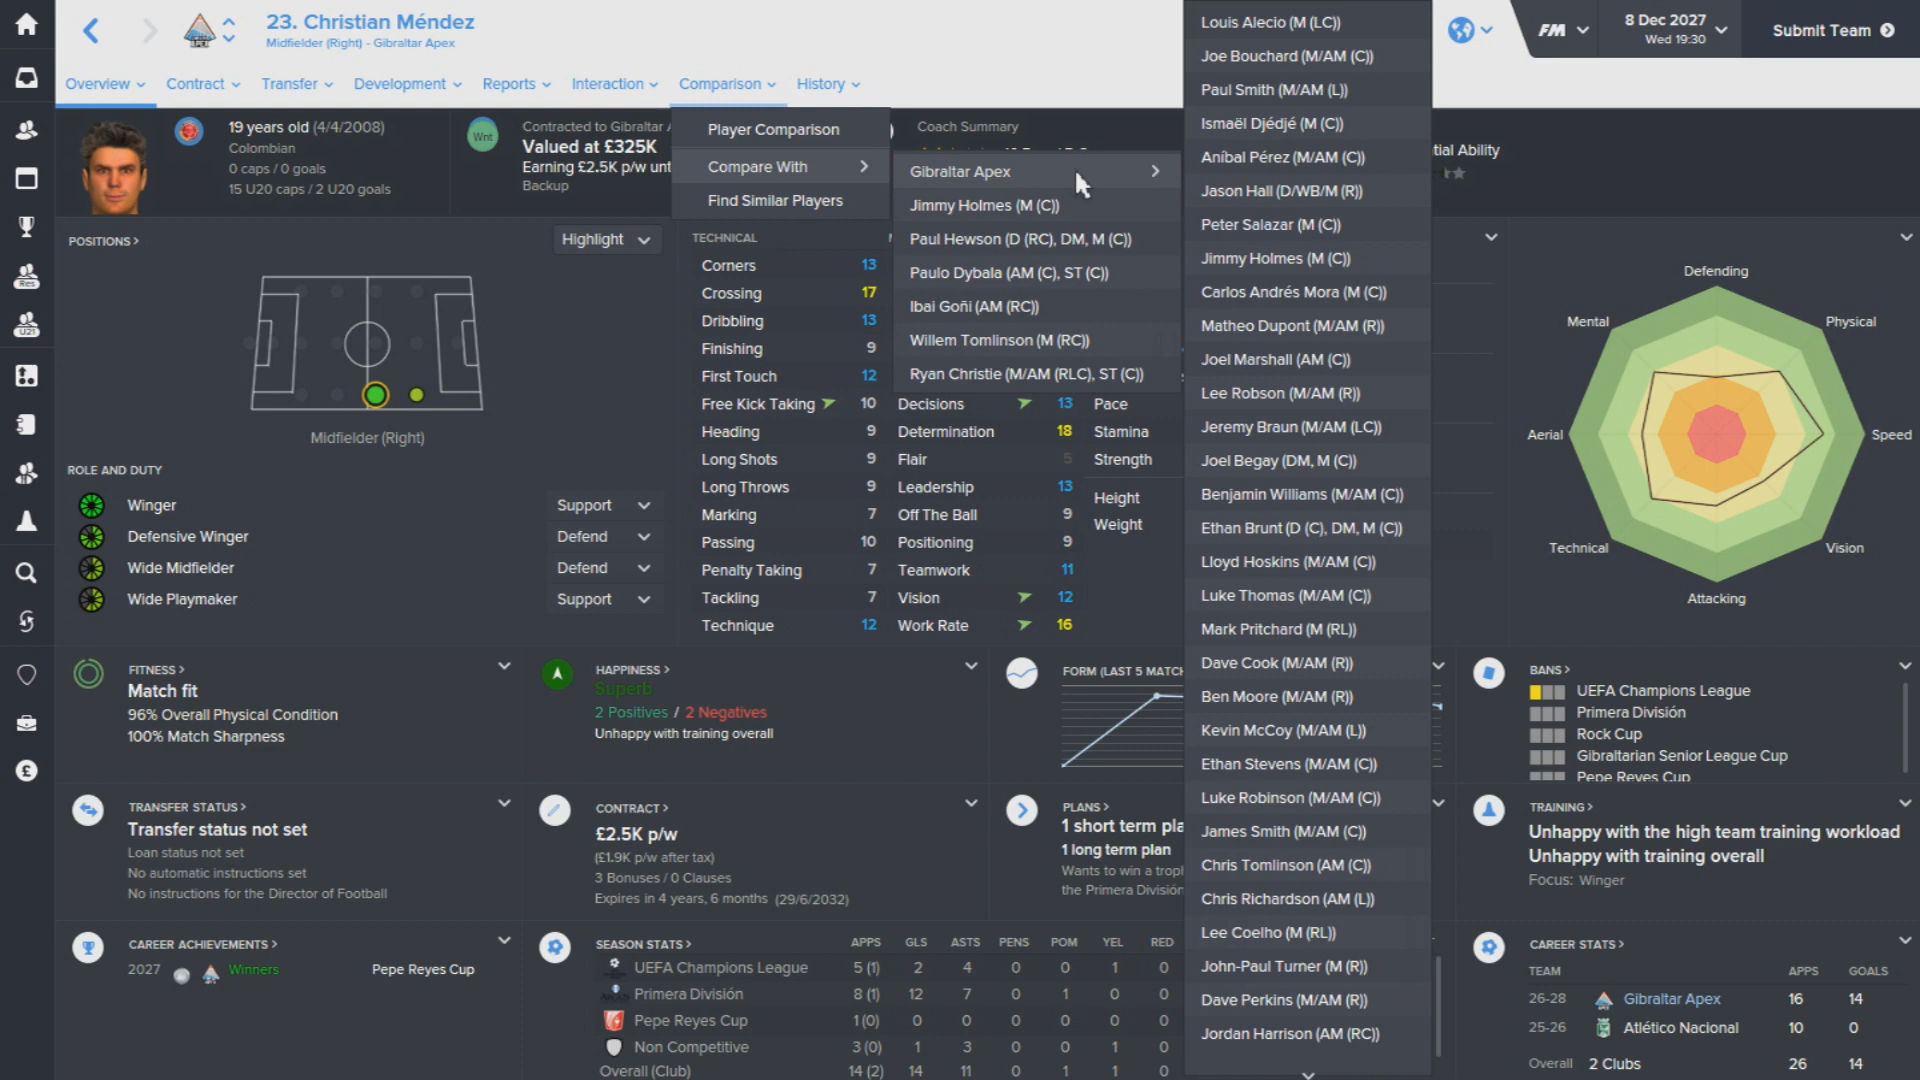 23. Christian Méndez
Midfielder (Right) - Gibraltar Apex
FM
8 Dec 2027
Wed 19:30
Submit Team
Overview
Contract
Transfer
Development
Reports
Interaction
Comparison
History
19 years old (4/4/2008)
Colombian
0 caps / 0 goals
15 U20 caps / 2 U20 goals
Wnt
Contracted to Gibraltar
Valued at £325K
Earning £2.5K p/w unt
Backup
Player Comparison
Compare With
Find Similar Players
Coach Summary
tial Ability
Gibraltar Apex
Jimmy Holmes (M (C))
Paul Hewson (D (RC), DM, M (C))
Paulo Dybala (AM (C), ST (C))
Ibai Goñi (AM (RC))
Willem Tomlinson (M (RC))
Ryan Christie (M/AM (RLC), ST (C))
Louis Alecio (M (LC))
Joe Bouchard (M/AM (C))
Paul Smith (M/AM (L))
Ismaël Djédjé (M (C))
Aníbal Pérez (M/AM (C))
Jason Hall (D/WB/M (R))
Peter Salazar (M (C))
Jimmy Holmes (M (C))
Carlos Andrés Mora (M (C))
Matheo Dupont (M/AM (R))
Joel Marshall (AM (C))
Lee Robson (M/AM (R))
Jeremy Braun (M/AM (LC))
Joel Begay (DM, M (C))
Benjamin Williams (M/AM (C))
Ethan Brunt (D (C), DM, M (C))
Lloyd Hoskins (M/AM (C))
Luke Thomas (M/AM (C))
Mark Pritchard (M (RL))
Dave Cook (M/AM (R))
Ben Moore (M/AM (R))
Kevin McCoy (M/AM (L))
Ethan Stevens (M/AM (C))
Luke Robinson (M/AM (C))
James Smith (M/AM (C))
Chris Tomlinson (AM (C))
Chris Richardson (AM (L))
Lee Coelho (M (RL))
John-Paul Turner (M (R))
Dave Perkins (M/AM (R))
Jordan Harrison (AM (RC))
Res
U21
POSITIONS >
Highlight
Midfielder (Right)
ROLE AND DUTY
Winger Support
Defensive Winger Defend
Wide Midfielder Defend
Wide Playmaker Support
TECHNICAL
Corners 13
Crossing 17
Dribbling 13
Finishing 9
First Touch 12
Free Kick Taking 10
Heading 9
Long Shots 9
Long Throws 9
Marking 7
Passing 10
Penalty Taking 7
Tackling 7
Technique 12
Decisions 13
Determination 18
Flair 5
Leadership 13
Off The Ball 9
Positioning 9
Teamwork 11
Vision 12
Work Rate 16
Pace
Stamina
Strength
Height
Weight
Defending
Physical
Speed
Vision
Attacking
Technical
Aerial
Mental
FITNESS >
Match fit
96% Overall Physical Condition
100% Match Sharpness
HAPPINESS >
Superb
2 Positives / 2 Negatives
Unhappy with training overall
FORM (LAST 5 MATCH
BANS >
UEFA Champions League
Primera División
Rock Cup
Gibraltarian Senior League Cup
Pepe Reyes Cup
TRANSFER STATUS >
Transfer status not set
Loan status not set
No automatic instructions set
No instructions for the Director of Football
CONTRACT >
£2.5K p/w
(£1.9K p/w after tax)
3 Bonuses / 0 Clauses
Expires in 4 years, 6 months (29/6/2032)
PLANS >
1 short term pla
1 long term plan
Wants to win a trop
the Primera División
TRAINING >
Unhappy with the high team training workload
Unhappy with training overall
Focus: Winger
CAREER ACHIEVEMENTS >
2027 Winners Pepe Reyes Cup
SEASON STATS > APPS GLS ASTS PENS POM YEL RED
UEFA Champions League 5 (1) 2 4 0 0 1 0
Primera División 8 (1) 12 7 0 1 0 0
Pepe Reyes Cup 1 (0) 0 0 0 0 0 0
Non Competitive 3 (0) 1 3 0 0 1 0
Overall (Club) 14 (2) 14 11 0 1 1 0
CAREER STATS >
TEAM APPS GOALS
26-28 Gibraltar Apex 16 14
25-26 Atlético Nacional 10 0
Overall 2 Clubs 26 14